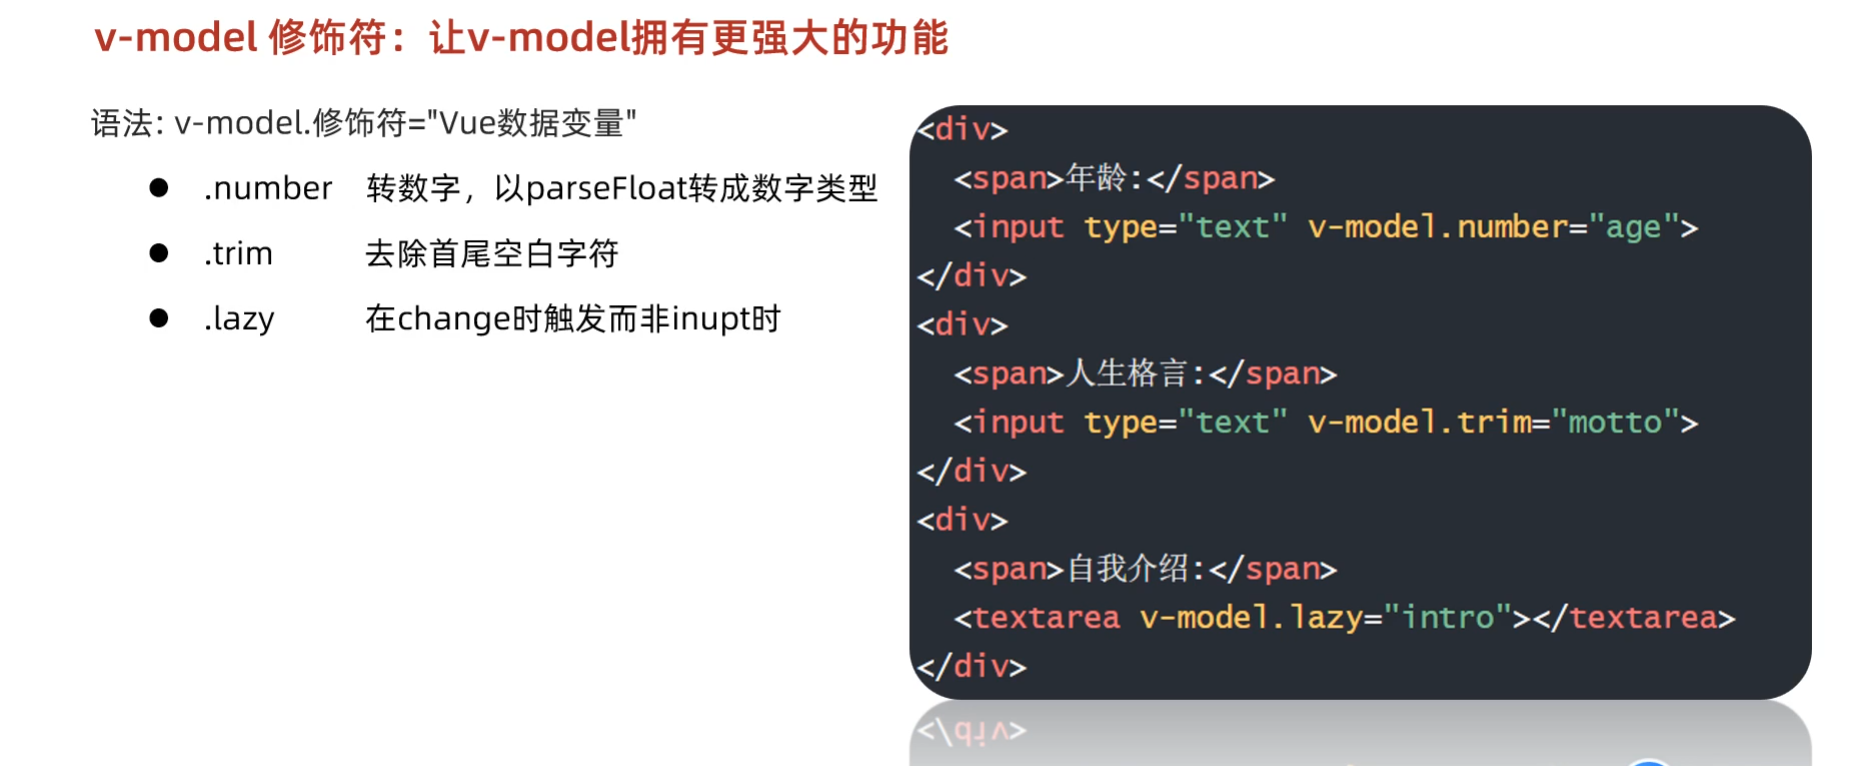 v-model 修饰符：让v-model拥有更强大的功能
语法: v-model.修饰符="Vue数据变量"
● .number 转数字，以parseFloat转成数字类型
● .trim 去除首尾空白字符
● .lazy 在change时触发而非inupt时
<div>
  <span>年龄:</span>
  <input type="text" v-model.number="age">
</div>
<div>
  <span>人生格言:</span>
  <input type="text" v-model.trim="motto">
</div>
<div>
  <span>自我介绍:</span>
  <textarea v-model.lazy="intro"></textarea>
</div>